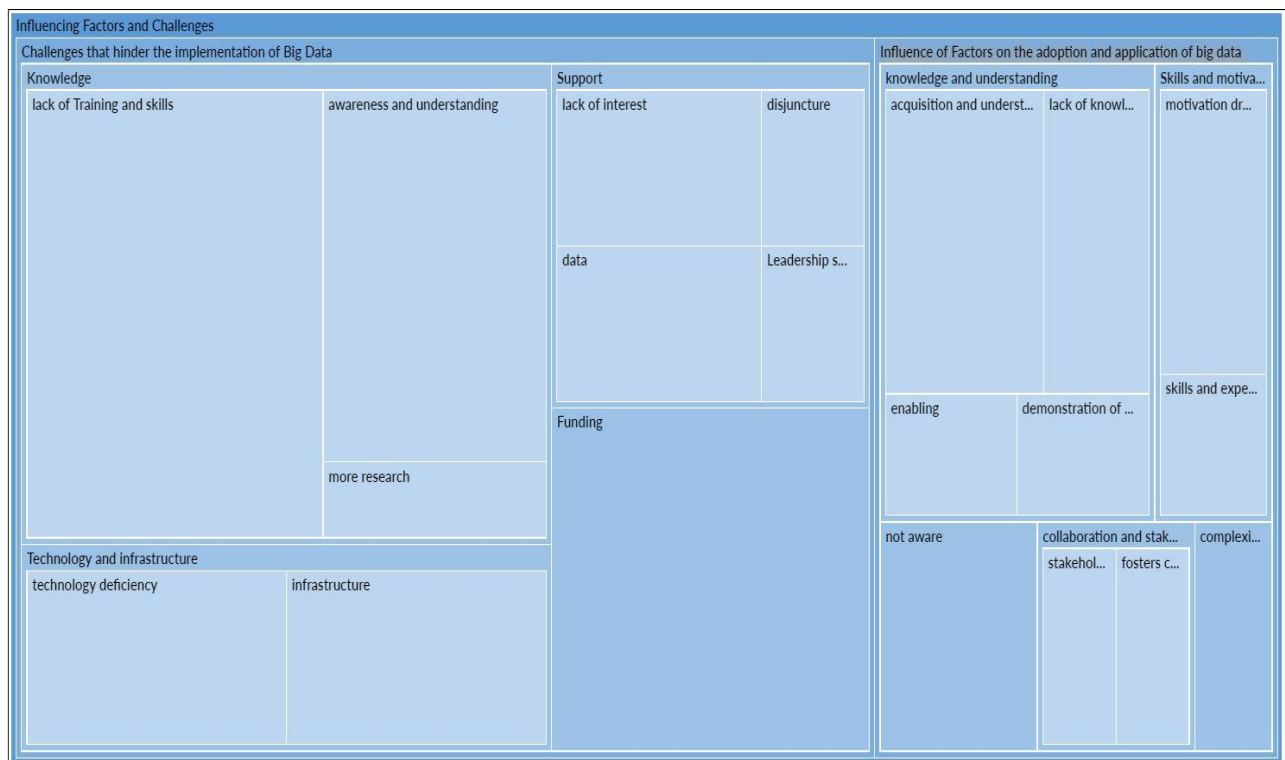 Influencing Factors and Challenges
Challenges that hinder the implementation of Big Data
Knowledge
lack of Training and skills
awareness and understanding
more research
Technology and infrastructure
technology deficiency
infrastructure
Support
lack of interest
disjuncture
data
Leadership s...
Funding
Influence of Factors on the adoption and application of big data
knowledge and understanding
acquisition and underst...
lack of knowl...
enabling
demonstration of ...
Skills and motiva...
motivation dr...
skills and expe...
not aware
collaboration and stak...
stakehol...
fosters c...
complexi...